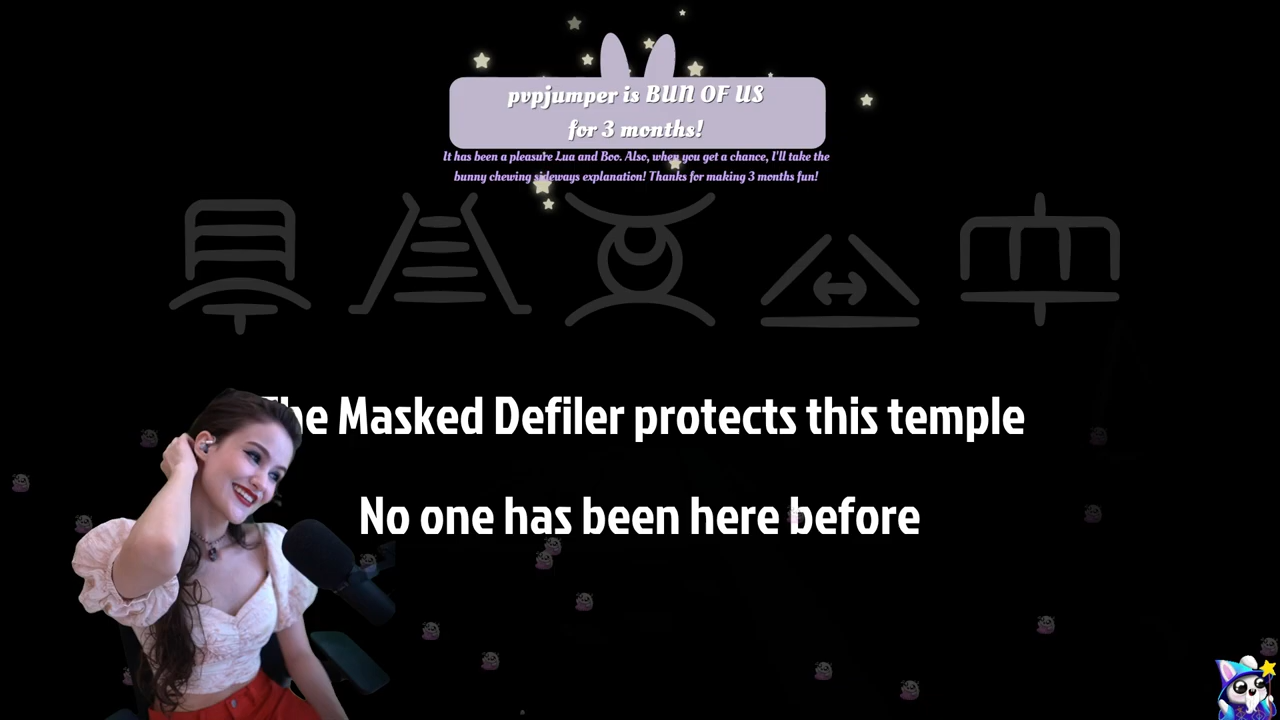 pvpjumper is BUN OF US
for 3 months!
It has been a pleasure Lua and Boo. Also, when you get a chance, I'll take the
bunny chewing sideways explanation! Thanks for making 3 months fun!
The Masked Defiler protects this temple
No one has been here before